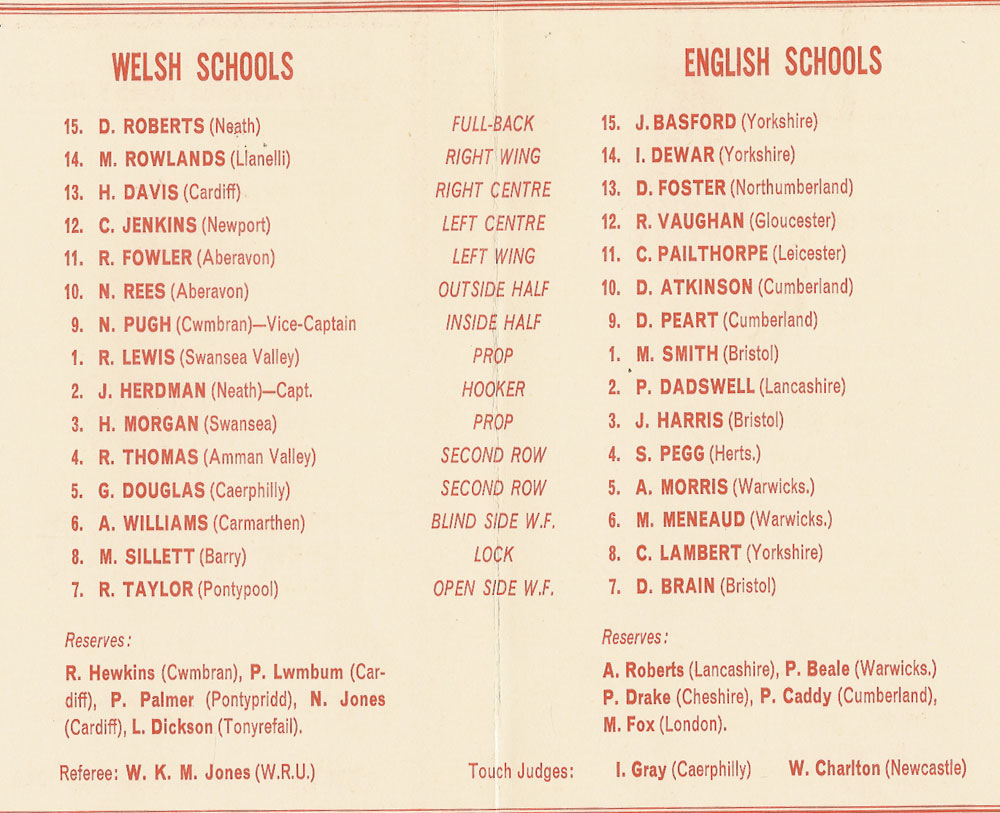 WELSH SCHOOLS ENGLISH SCHOOLS
15. D. ROBERTS (Neath) FULL-BACK 15. J. BASFORD (Yorkshire)
14. M. ROWLANDS (Llanelli) RIGHT WING 14. I. DEWAR (Yorkshire)
13. H. DAVIS (Cardiff) RIGHT CENTRE 13. D. FOSTER (Northumberland)
12. C. JENKINS (Newport) LEFT CENTRE 12. R. VAUGHAN (Gloucester)
11. R. FOWLER (Aberavon) LEFT WING 11. C. PAILTHORPE (Leicester)
10. N. REES (Aberavon) OUTSIDE HALF 10. D. ATKINSON (Cumberland)
9. N. PUGH (Cwmbran)—Vice-Captain INSIDE HALF 9. D. PEART (Cumberland)
1. R. LEWIS (Swansea Valley) PROP 1. M. SMITH (Bristol)
2. J. HERDMAN (Neath)—Capt. HOOKER 2. P. DADSWELL (Lancashire)
3. H. MORGAN (Swansea) PROP 3. J. HARRIS (Bristol)
4. R. THOMAS (Amman Valley) SECOND ROW 4. S. PEGG (Herts.)
5. G. DOUGLAS (Caerphilly) SECOND ROW 5. A. MORRIS (Warwicks.)
6. A. WILLIAMS (Carmarthen) BLIND SIDE W.F. 6. M. MENEAUD (Warwicks.)
8. M. SILLETT (Barry) LOCK 8. C. LAMBERT (Yorkshire)
7. R. TAYLOR (Pontypool) OPEN SIDE W.F. 7. D. BRAIN (Bristol)
Reserves:
R. Hewkins (Cwmbran), P. Lwmbum (Car-
diff), P. Palmer (Pontypridd), N. Jones
(Cardiff), L. Dickson (Tonyrefail).
Reserves:
A. Roberts (Lancashire), P. Beale (Warwicks.)
P. Drake (Cheshire), P. Caddy (Cumberland),
M. Fox (London).
Referee: W. K. M. Jones (W.R.U.) Touch Judges: I. Gray (Caerphilly) W. Charlton (Newcastle)